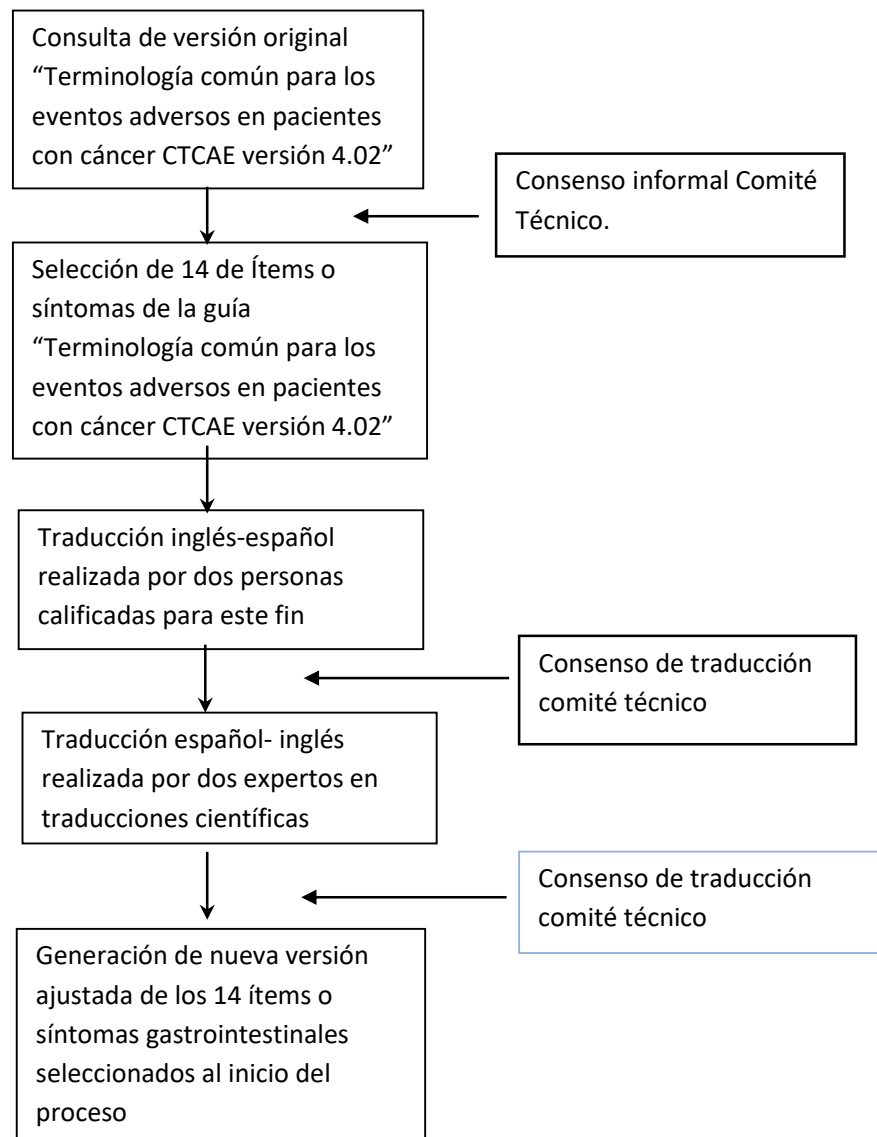 Consulta de versión original
“Terminología común para los
eventos adversos en pacientes
con cáncer CTCAE versión 4.02”
Consenso informal Comité
Técnico.
Selección de 14 de Ítems o
síntomas de la guía
“Terminología común para los
eventos adversos en pacientes
con cáncer CTCAE versión 4.02”
Traducción inglés-español
realizada por dos personas
calificadas para este fin
Consenso de traducción
comité técnico
Traducción español- inglés
realizada por dos expertos en
traducciones científicas
Consenso de traducción
comité técnico
Generación de nueva versión
ajustada de los 14 ítems o
síntomas gastrointestinales
seleccionados al inicio del
proceso